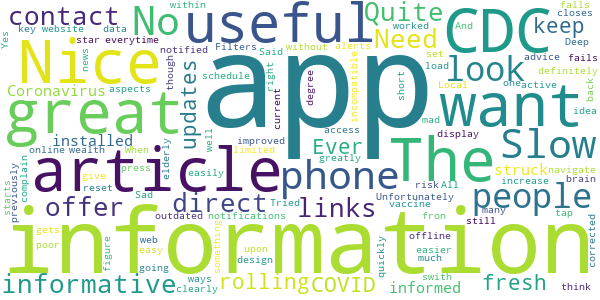 contact No useful Quite CDC falls within closes
Yes key website data
star everytime
Filters worked And Deep
keep
Nice app Need look
news notified without alerts set advice fails
Said load definitely
though schedule right incompatible Local back
Coronavirus updates current degree short one active idea
aspects
great want
mad display
installed Ever access The Slow
online wealth When well improved
article phone people
elderly greatly
previously starts complain give press limited easily struck navigate
reset Sad Unfortunately risk All increase brain
offer direct links vaccine tap
outdated notifications Tried many fron still
information
gets web something upon offline corrected
poor easy design easier
figure going quickly much
informative ways rolling COVID informed swith fresh
clearly think